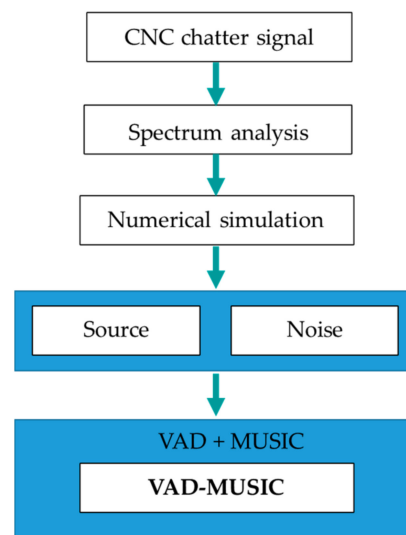 CNC chatter signal
Spectrum analysis
Numerical simulation
Source
Noise
VAD + MUSIC
VAD-MUSIC